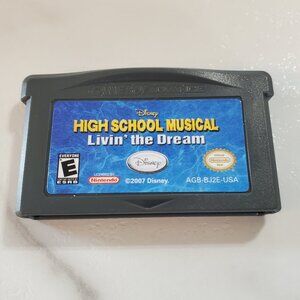 GAME BOY ADVANCE
Disney
HIGH SCHOOL MUSICAL
Livin' the Dream
EVERYONE
E
ESRB
LICENSED BY
Nintendo
Disney
©2007 Disney.
Nintendo
AGB-BJ2E-USA